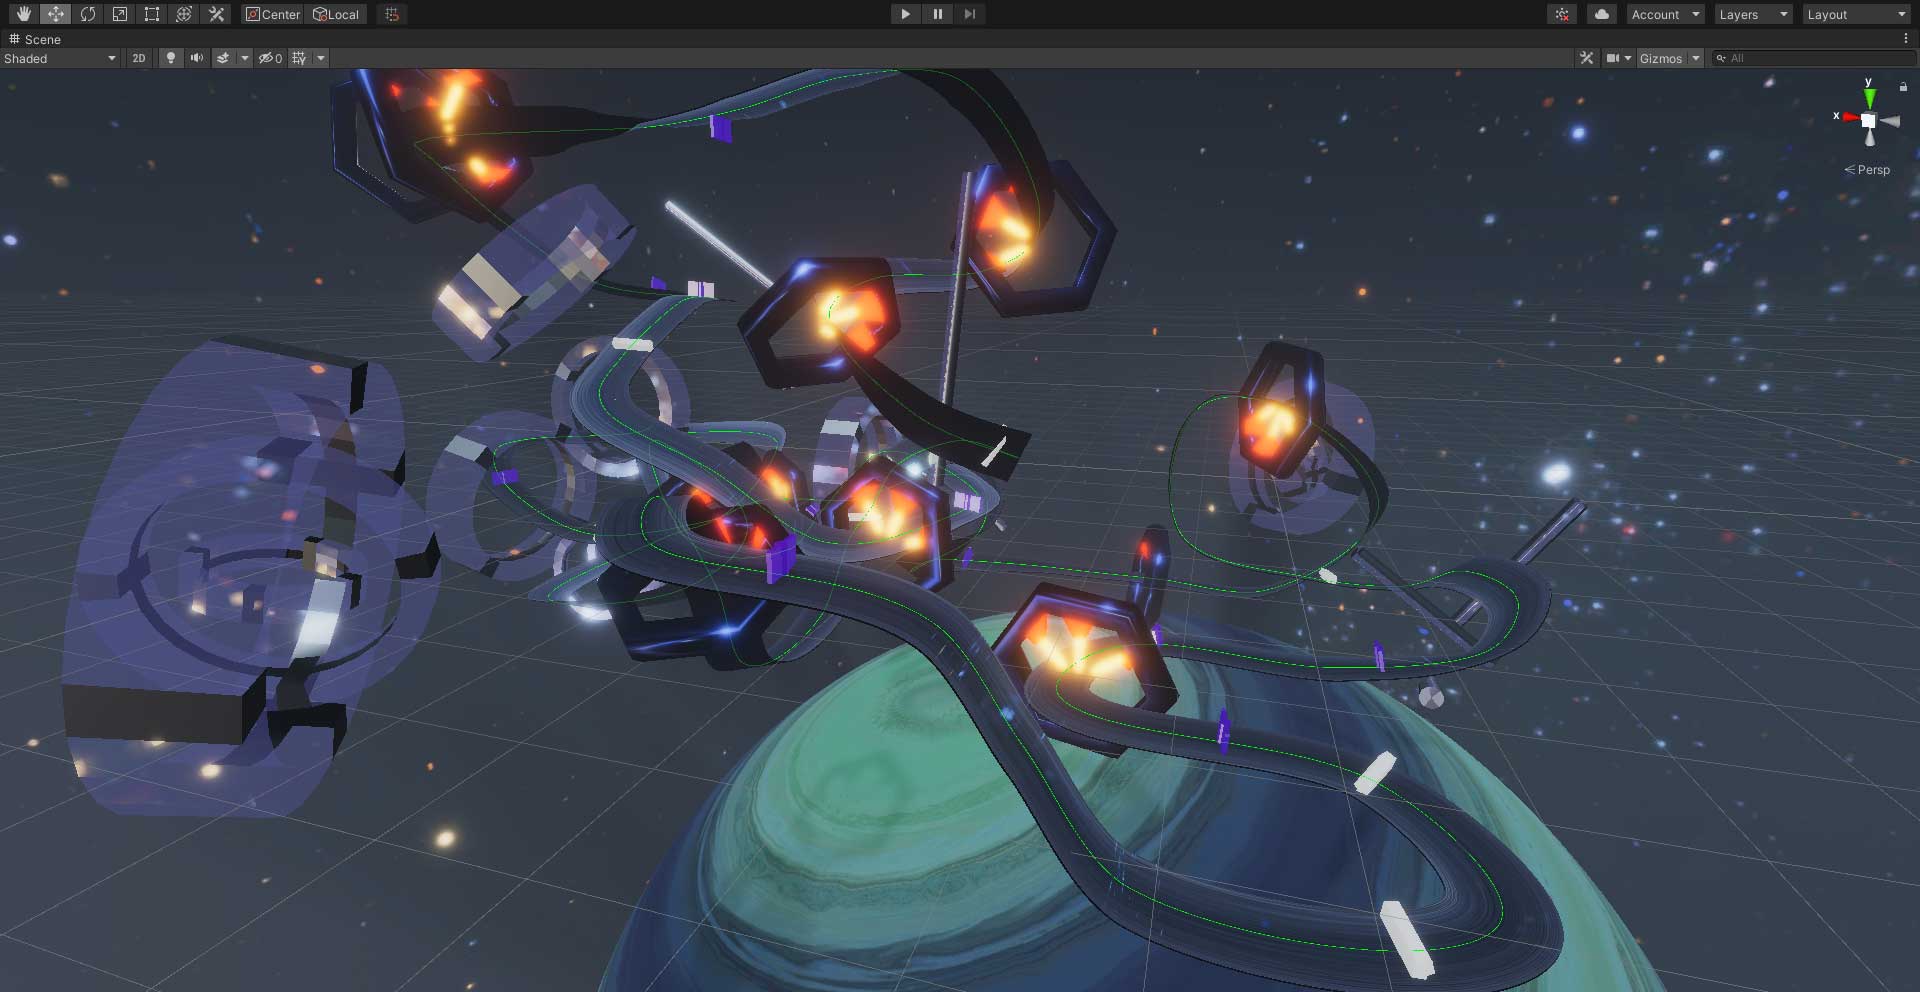 Center Local Account Layers Layout
Scene
Shaded 2D 0 Gizmos All
y
x
Persp